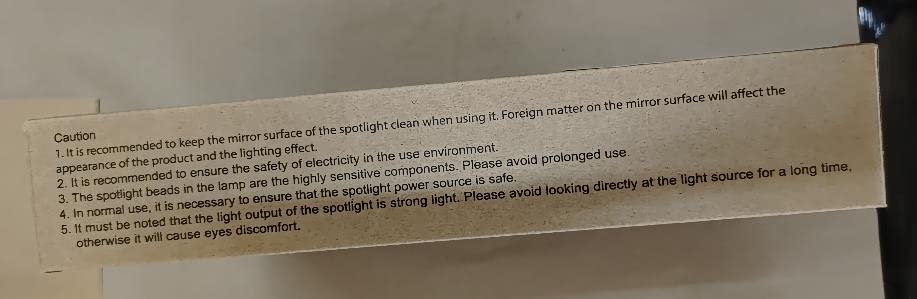 Caution
1. It is recommended to keep the mirror surface of the spotlight clean when using it. Foreign matter on the mirror surface will affect the
appearance of the product and the lighting effect.
2. It is recommended to ensure the safety of electricity in the use environment.
3. The spotlight beads in the lamp are the highly sensitive components. Please avoid prolonged use.
4. In normal use, it is necessary to ensure that the spotlight power source is safe.
5. It must be noted that the light output of the spotlight is strong light. Please avoid looking directly at the light source for a long time,
otherwise it will cause eyes discomfort.